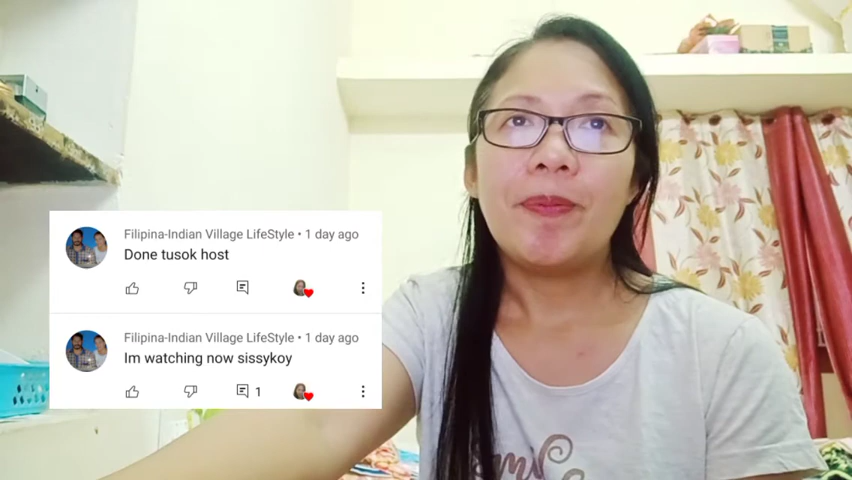 Filipina-Indian Village LifeStyle • 1 day ago
Done tusok host
Filipina-Indian Village LifeStyle • 1 day ago
Im watching now sissykoy
1